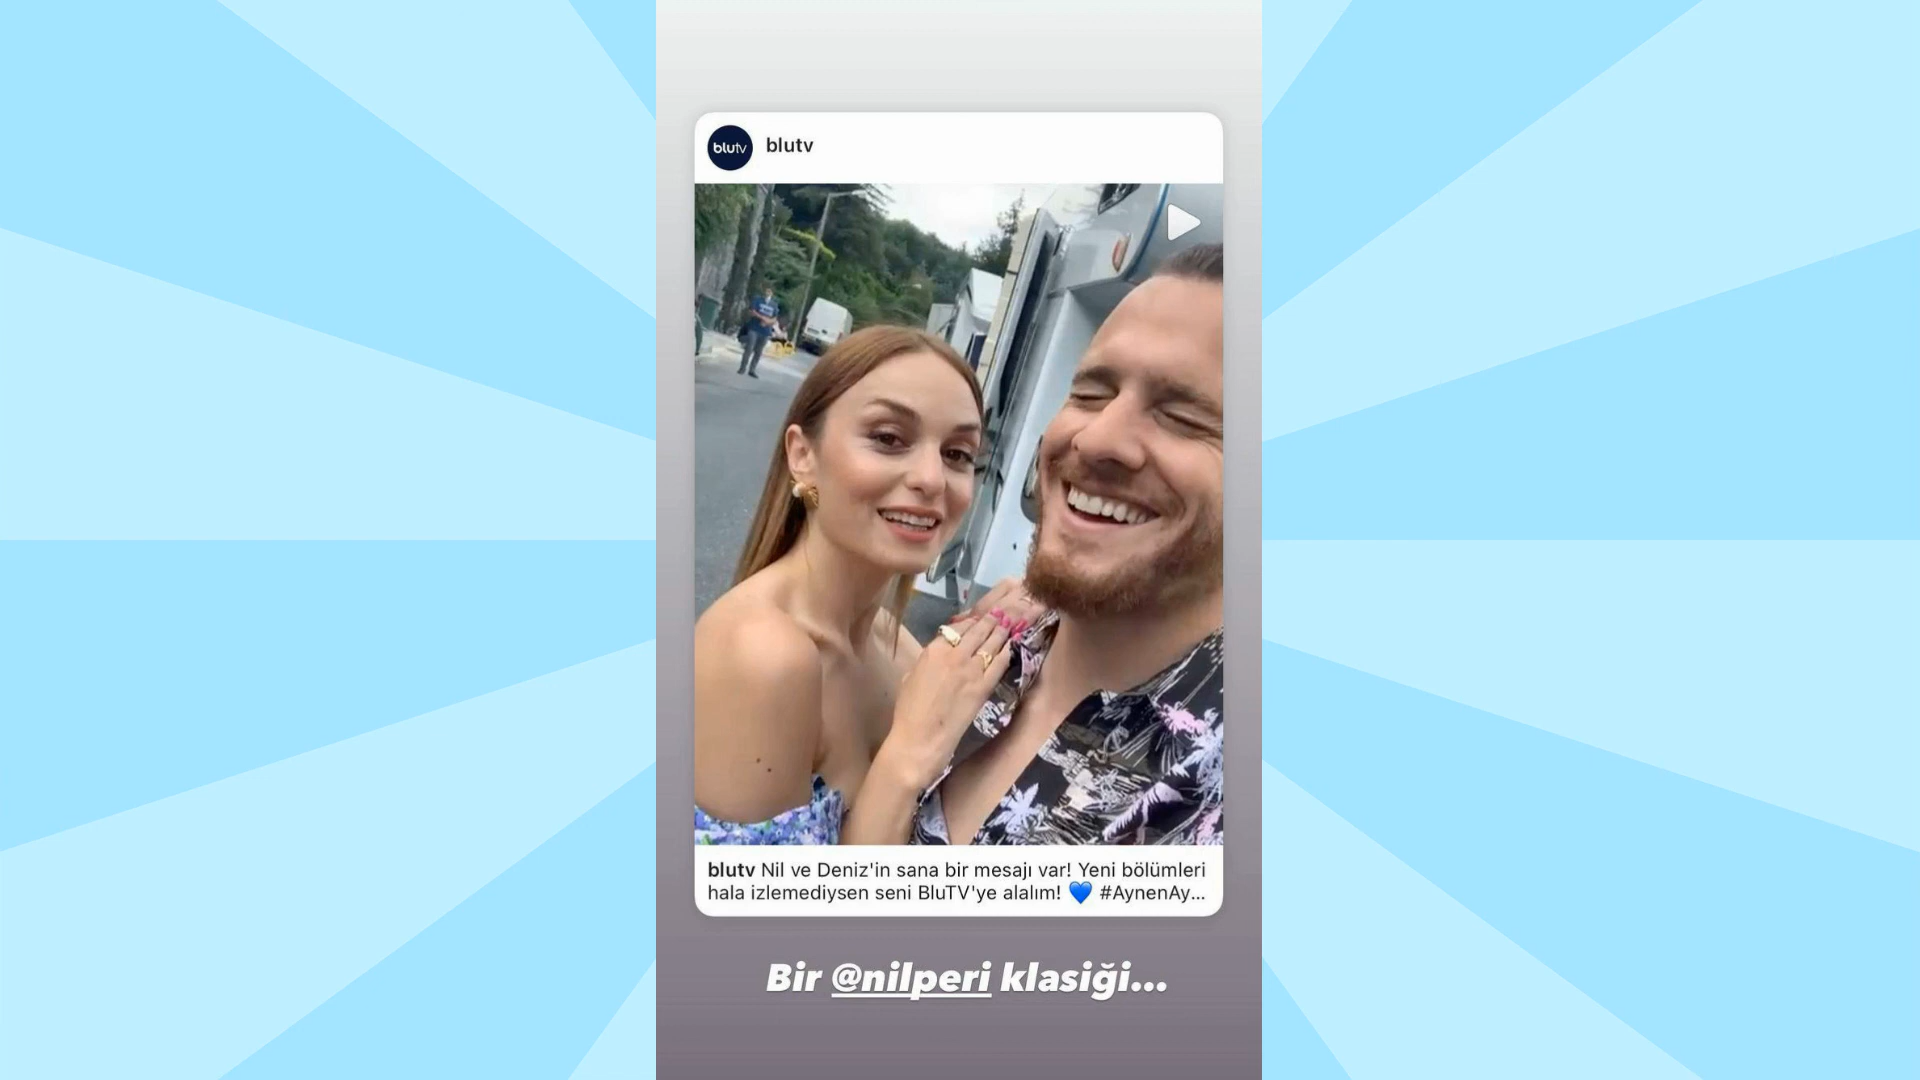 blutv
blutv
blutv Nil ve Deniz'in sana bir mesajı var! Yeni bölümleri
hala izlemediysen seni BluTV'ye alalım! 💙 #AynenAy...
Bir @nilperi klasiği...